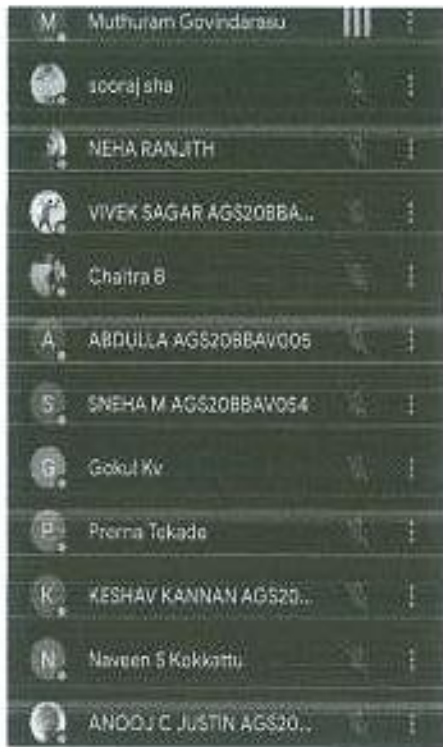 M Muthuram Govindarasu
sooraj sha
NEHA RANJITH
VIVEK SAGAR AGS20BBA...
Chaitra B
A ABDULLA AGS20BBAV005
S SNEHA M AGS20BBAV054
G Gokul Kv
P Prerna Tekade
K KESHAV KANNAN AGS20...
N Naveen S Kokkattu
ANOOJ C JUSTIN AGS20...